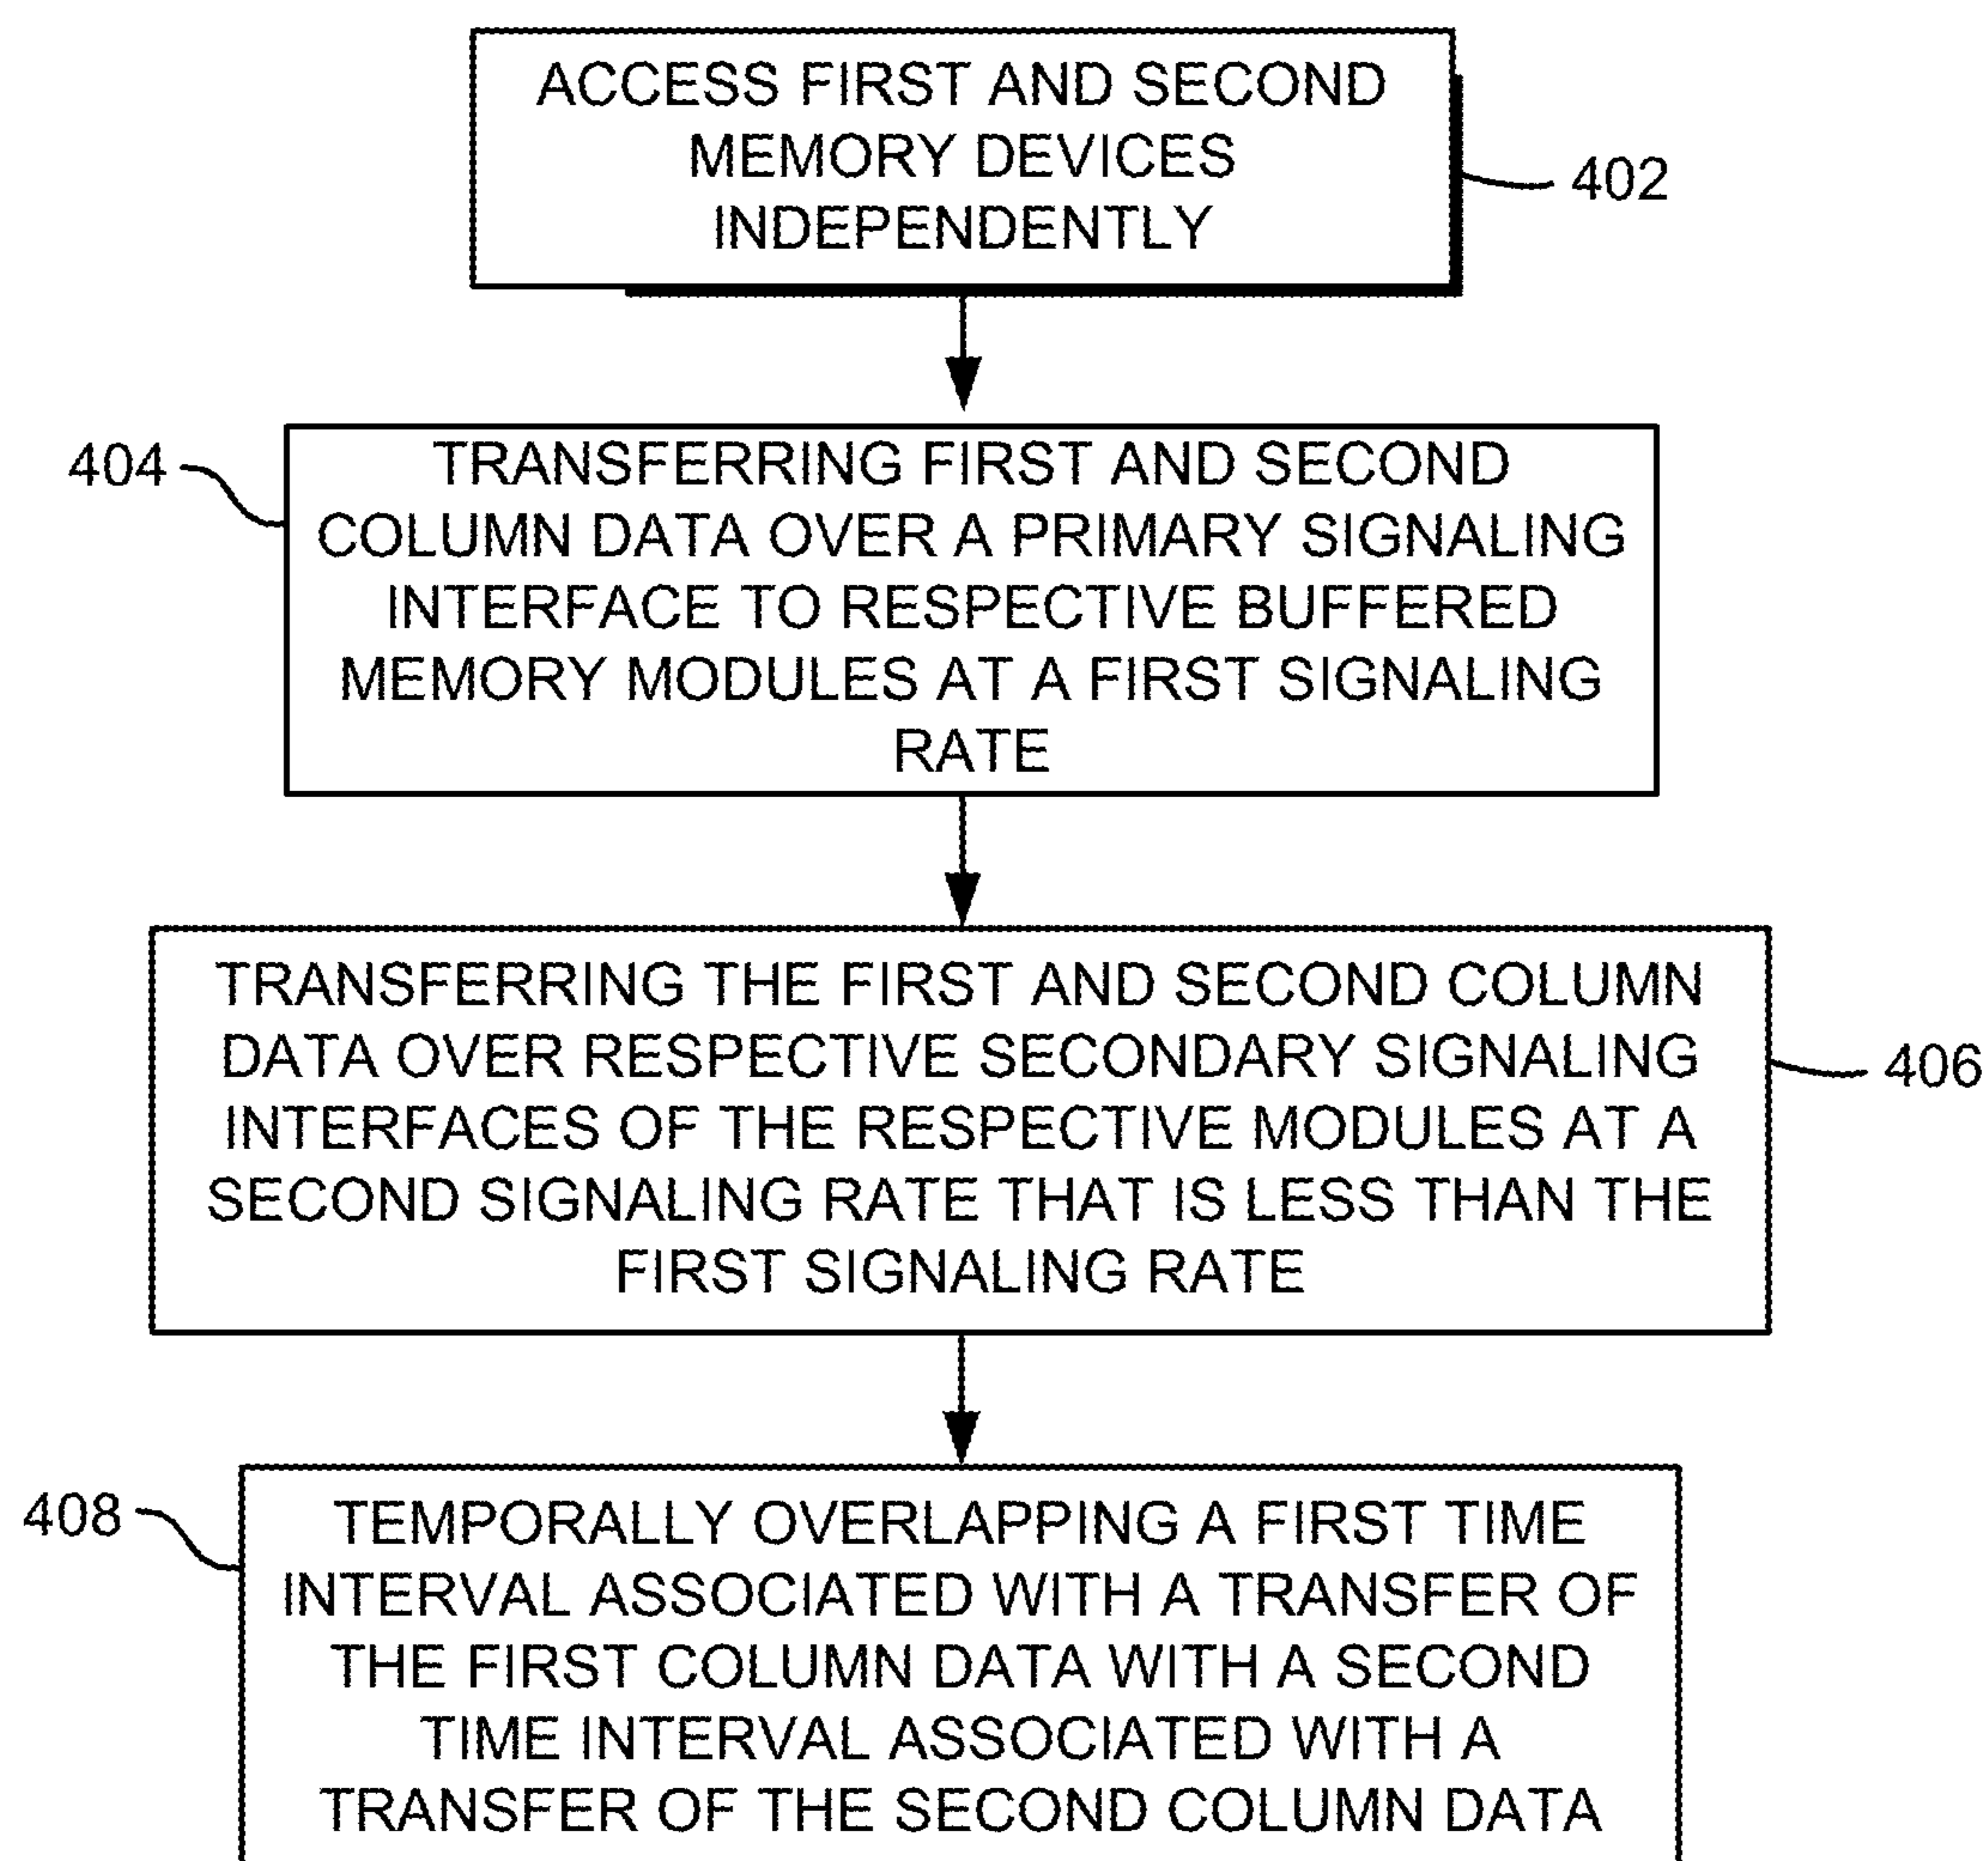 ACCESS FIRST AND SECOND
MEMORY DEVICES
INDEPENDENTLY
402
404
TRANSFERRING FIRST AND SECOND
COLUMN DATA OVER A PRIMARY SIGNALING
INTERFACE TO RESPECTIVE BUFFERED
MEMORY MODULES AT A FIRST SIGNALING
RATE
TRANSFERRING THE FIRST AND SECOND COLUMN
DATA OVER RESPECTIVE SECONDARY SIGNALING
INTERFACES OF THE RESPECTIVE MODULES AT A
SECOND SIGNALING RATE THAT IS LESS THAN THE
FIRST SIGNALING RATE
406
408
TEMPORALLY OVERLAPPING A FIRST TIME
INTERVAL ASSOCIATED WITH A TRANSFER OF
THE FIRST COLUMN DATA WITH A SECOND
TIME INTERVAL ASSOCIATED WITH A
TRANSFER OF THE SECOND COLUMN DATA